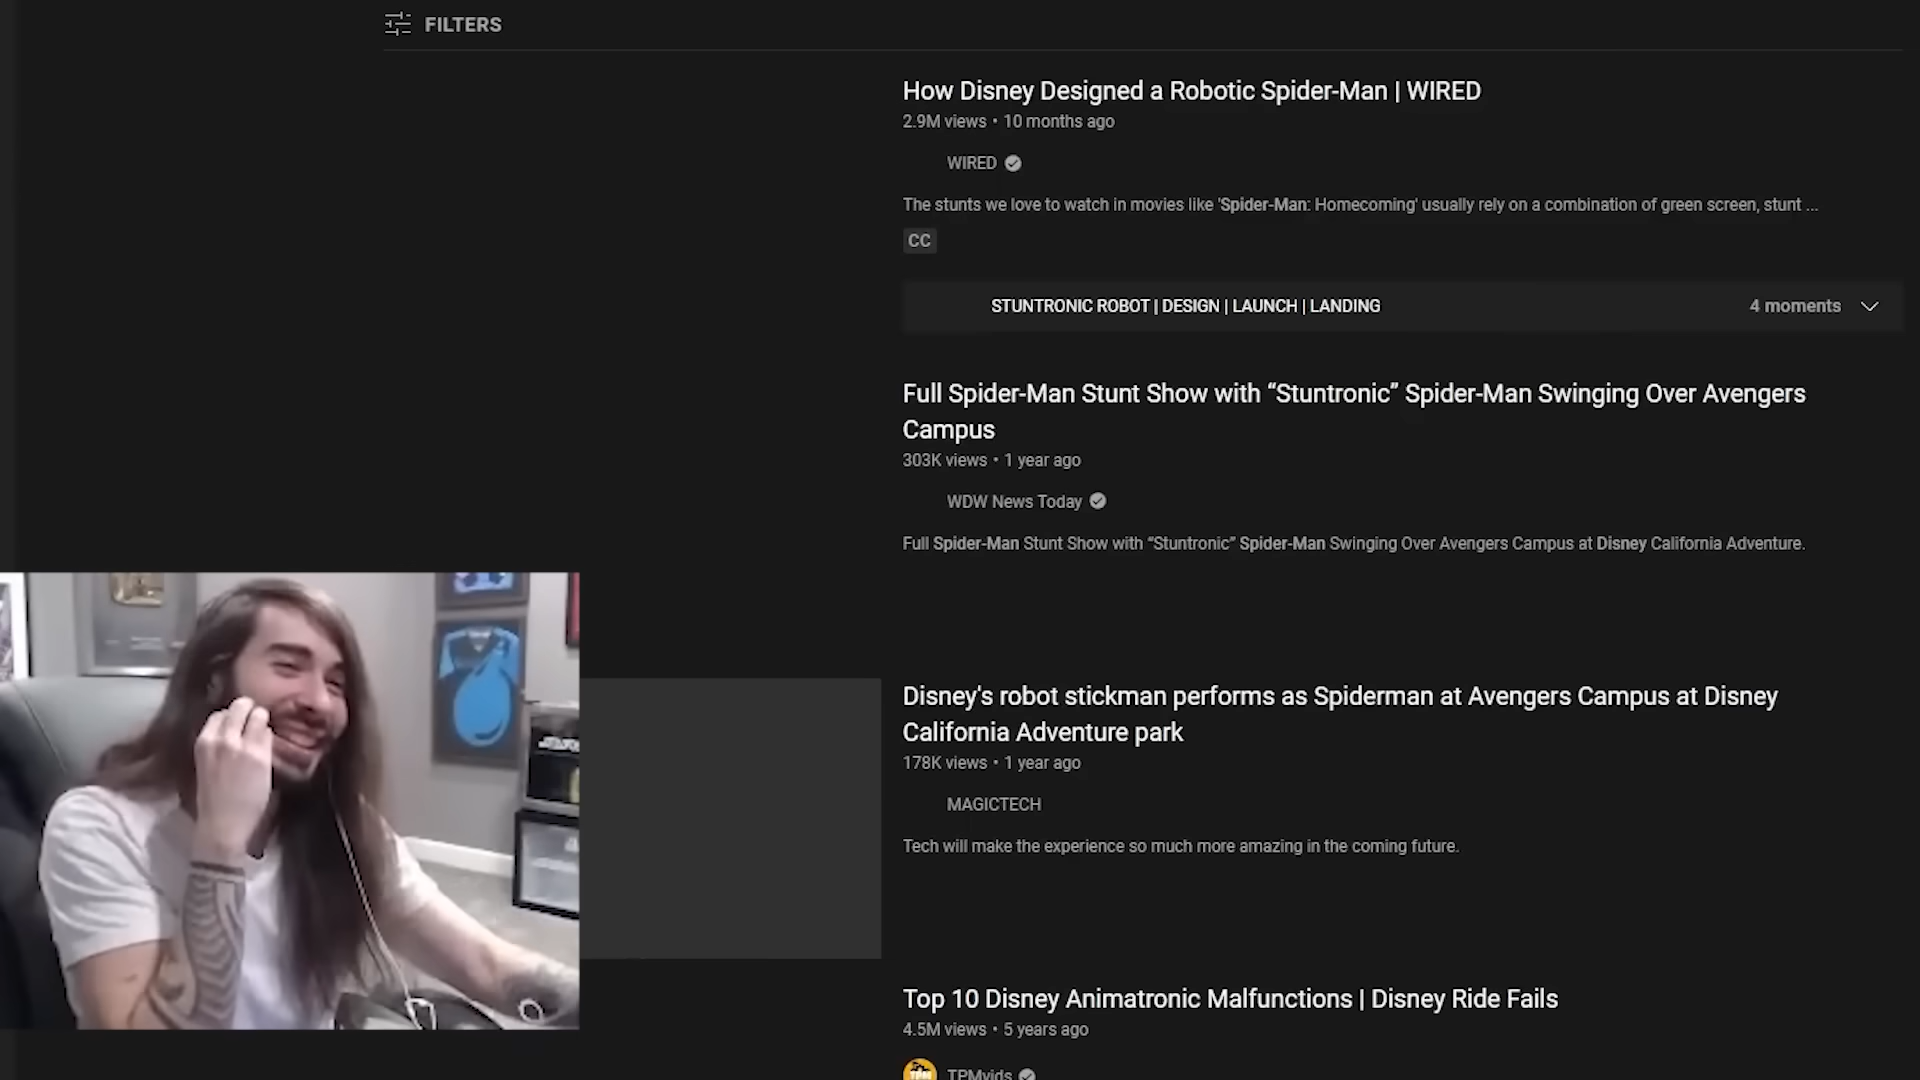 FILTERS
How Disney Designed a Robotic Spider-Man | WIRED
2.9M views • 10 months ago
WIRED
The stunts we love to watch in movies like 'Spider-Man: Homecoming' usually rely on a combination of green screen, stunt ...
CC
STUNTRONIC ROBOT | DESIGN | LAUNCH | LANDING
4 moments
Full Spider-Man Stunt Show with “Stuntronic” Spider-Man Swinging Over Avengers
Campus
303K views • 1 year ago
WDW News Today
Full Spider-Man Stunt Show with “Stuntronic” Spider-Man Swinging Over Avengers Campus at Disney California Adventure.
Disney's robot stickman performs as Spiderman at Avengers Campus at Disney
California Adventure park
178K views • 1 year ago
MAGICTECH
Tech will make the experience so much more amazing in the coming future.
Top 10 Disney Animatronic Malfunctions | Disney Ride Fails
4.5M views • 5 years ago
TPMvids